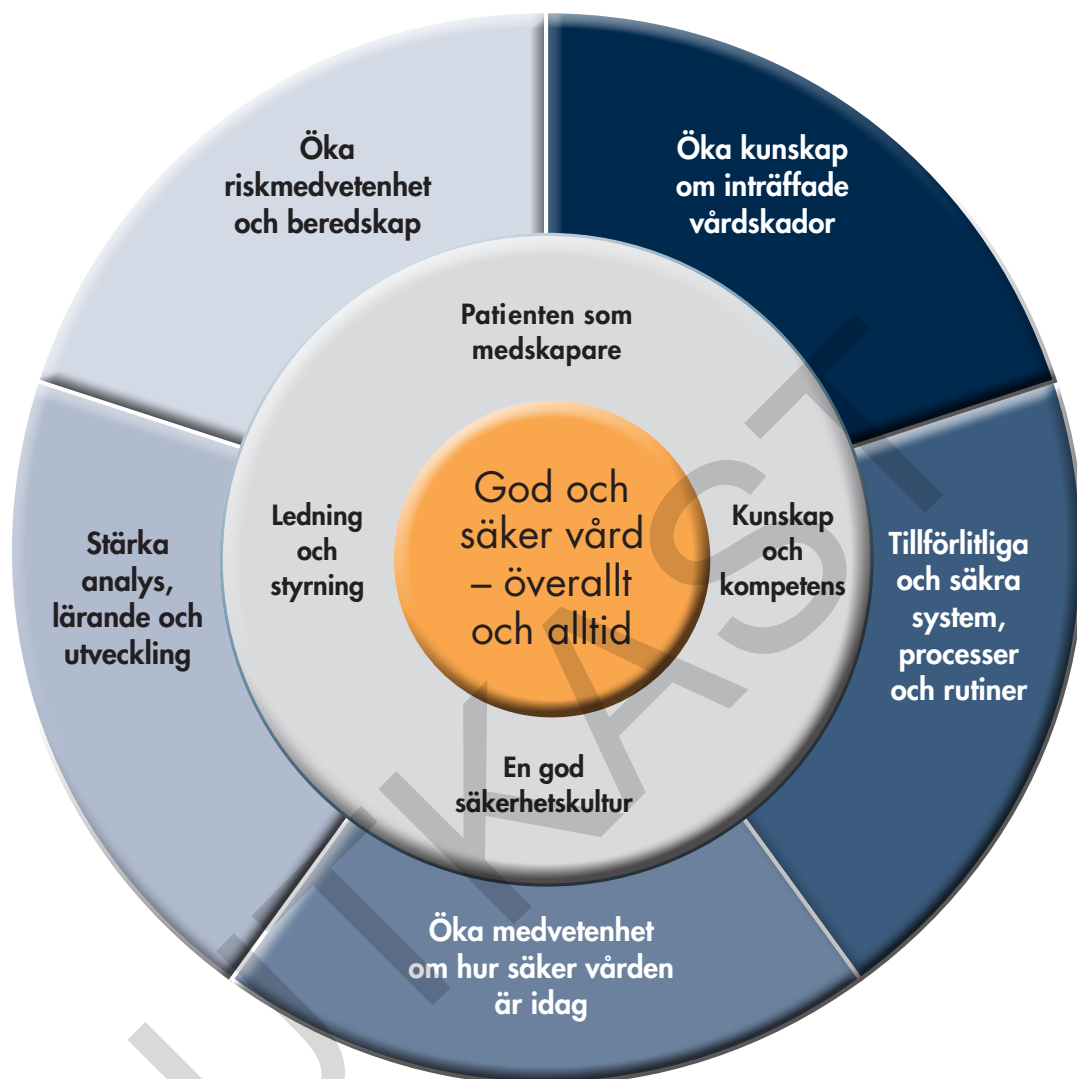 Öka
riskmedvetenhet
och beredskap
Öka kunskap
om inträffade
vårdskador
Patienten som
medskapare
Ledning
och
styrning
God och
säker vård
– överallt
och alltid
Kunskap
och
kompetens
En god
säkerhetskultur
Stärka
analys,
lärande och
utveckling
Tillförlitliga
och säkra
system,
processer
och rutiner
Öka medvetenhet
om hur säker vården
är idag
UTKAST